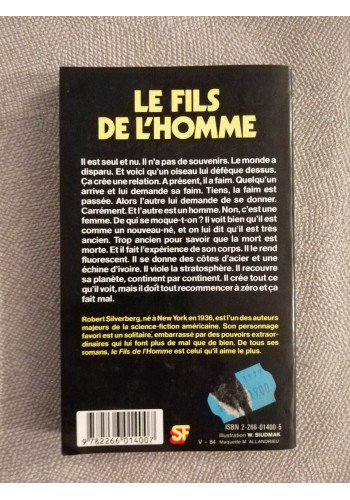 LE FILS
DE L'HOMME
Il est seul et nu. Il n'a pas de souvenirs. Le monde a
disparu. Et voici qu'un oiseau lui défèque dessus.
Ça crée une relation. A présent, il a faim. Quelqu'un
arrive et lui demande sa faim. Tiens, la faim est
passée. Alors l'autre lui demande de se donner.
Carrément. Et l'autre est un homme. Non, c'est une
femme. De qui se moque-t-on ? Il voit bien qu'il est
comme un nouveau-né, et on lui dit qu'il est très
ancien. Trop ancien pour savoir que la mort est
morte. Et il fait l'expérience de son corps. Il le rend
fluorescent. Il se donne des côtes d'acier et une
échine d'ivoire. Il viole la stratosphère. Il recouvre
sa planète, continent par continent. Il crée tout ce
qu'il voit, mais il doit tout recommencer à zéro et ça
fait mal.
Robert Silverberg, né à New York en 1936, est l'un des auteurs
majeurs de la science-fiction américaine. Son personnage
favori est un solitaire, embarrassé par des pouvoirs extraor-
dinaires qui lui font plus de mal que de bien. De tous ses
romans, le Fils de l'Homme est celui qu'il aime le plus.
ISBN 2-266-01400-5
Illustration W. SIUDMAK
V - 84 Maquette M. ALLANDRIEU
9 782266 014007
SF